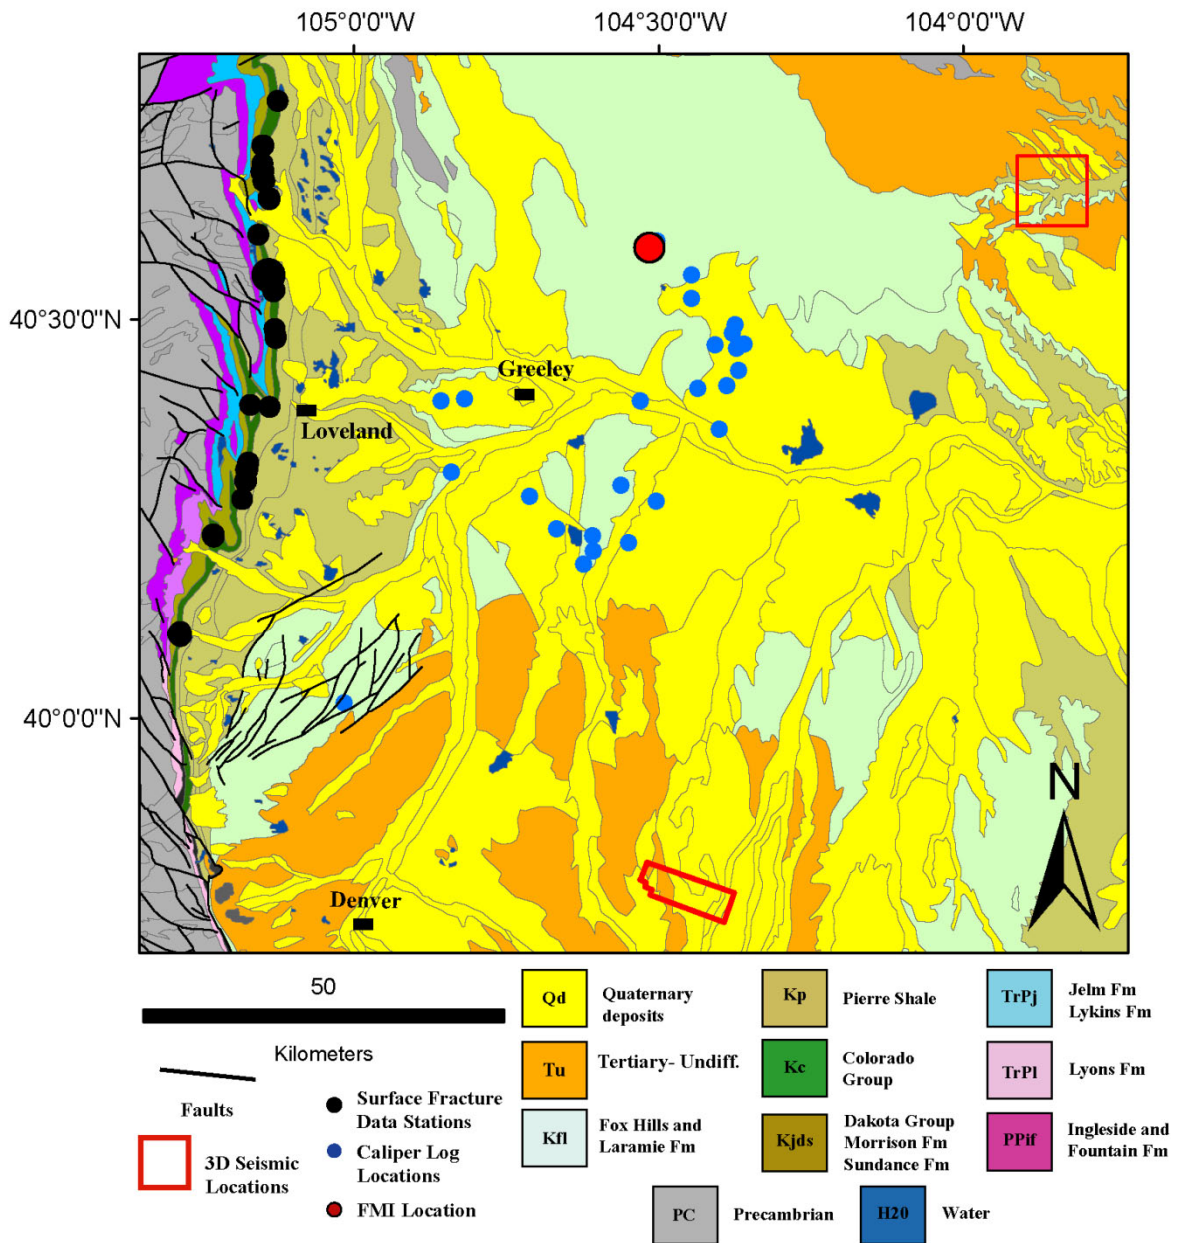 105°0'0"W
104°30'0"W
104°0'0"W
40°30'0"N
40°0'0"N
Greeley
Loveland
Denver
N
50
Kilometers
Faults
3D Seismic
Locations
Surface Fracture
Data Stations
Caliper Log
Locations
FMI Location
Qd
Quaternary
deposits
Tu
Tertiary- Undiff.
Kfl
Fox Hills and
Laramie Fm
Kp
Pierre Shale
Kc
Colorado
Group
Kjds
Dakota Group
Morrison Fm
Sundance Fm
TrPj
Jelm Fm
Lykins Fm
TrPl
Lyons Fm
PPif
Ingleside and
Fountain Fm
PC
Precambrian
H20
Water